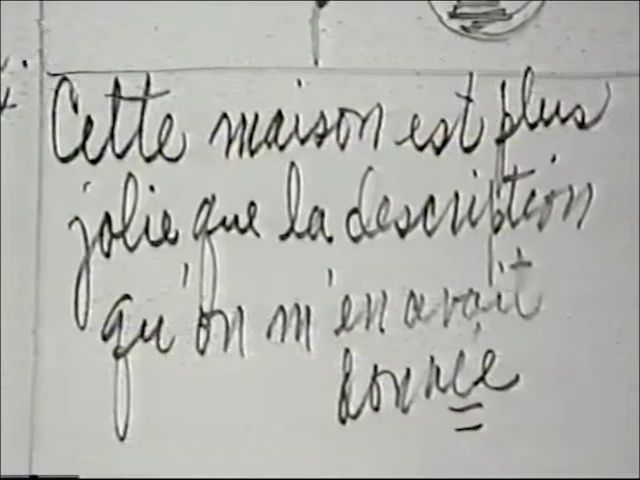 Cette maison est plus
jolie que la description
qu'on m'en avait
donnée